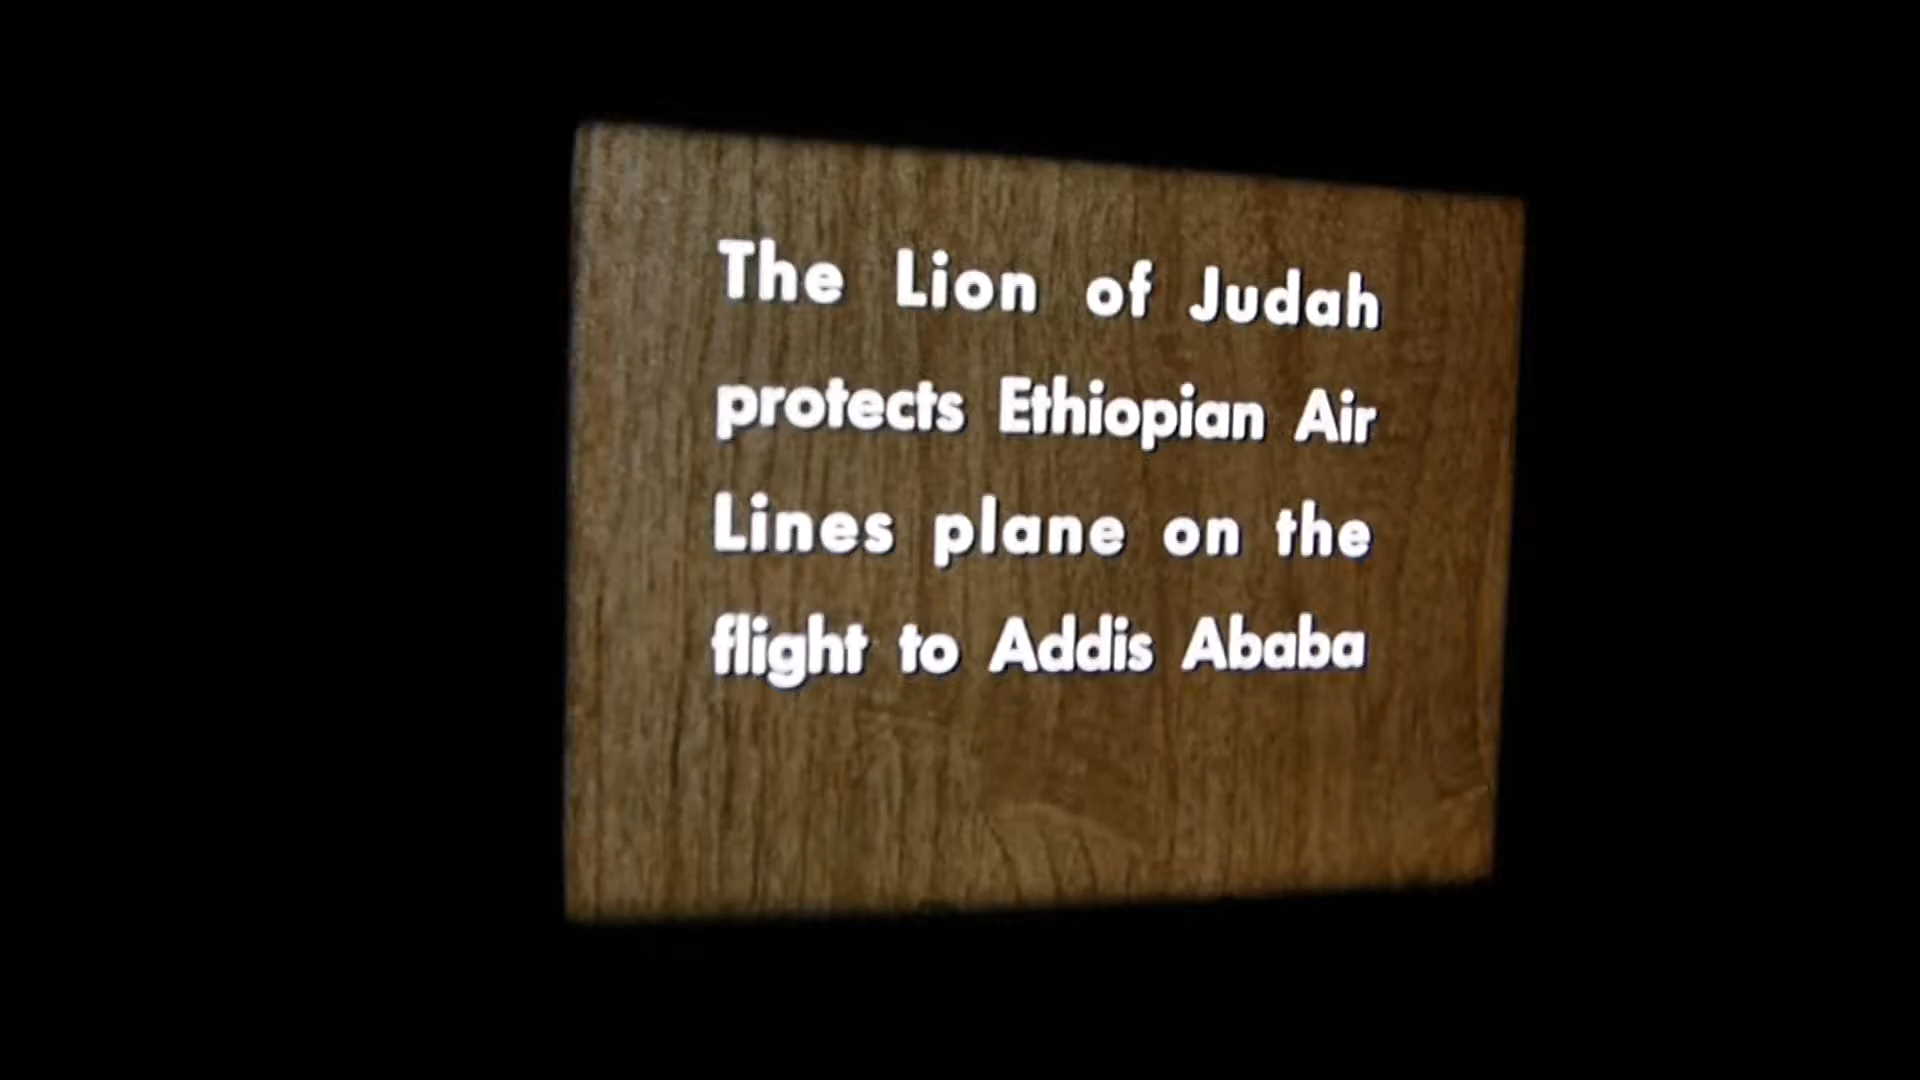 The Lion of Judah
protects Ethiopian Air
Lines plane on the
flight to Addis Ababa